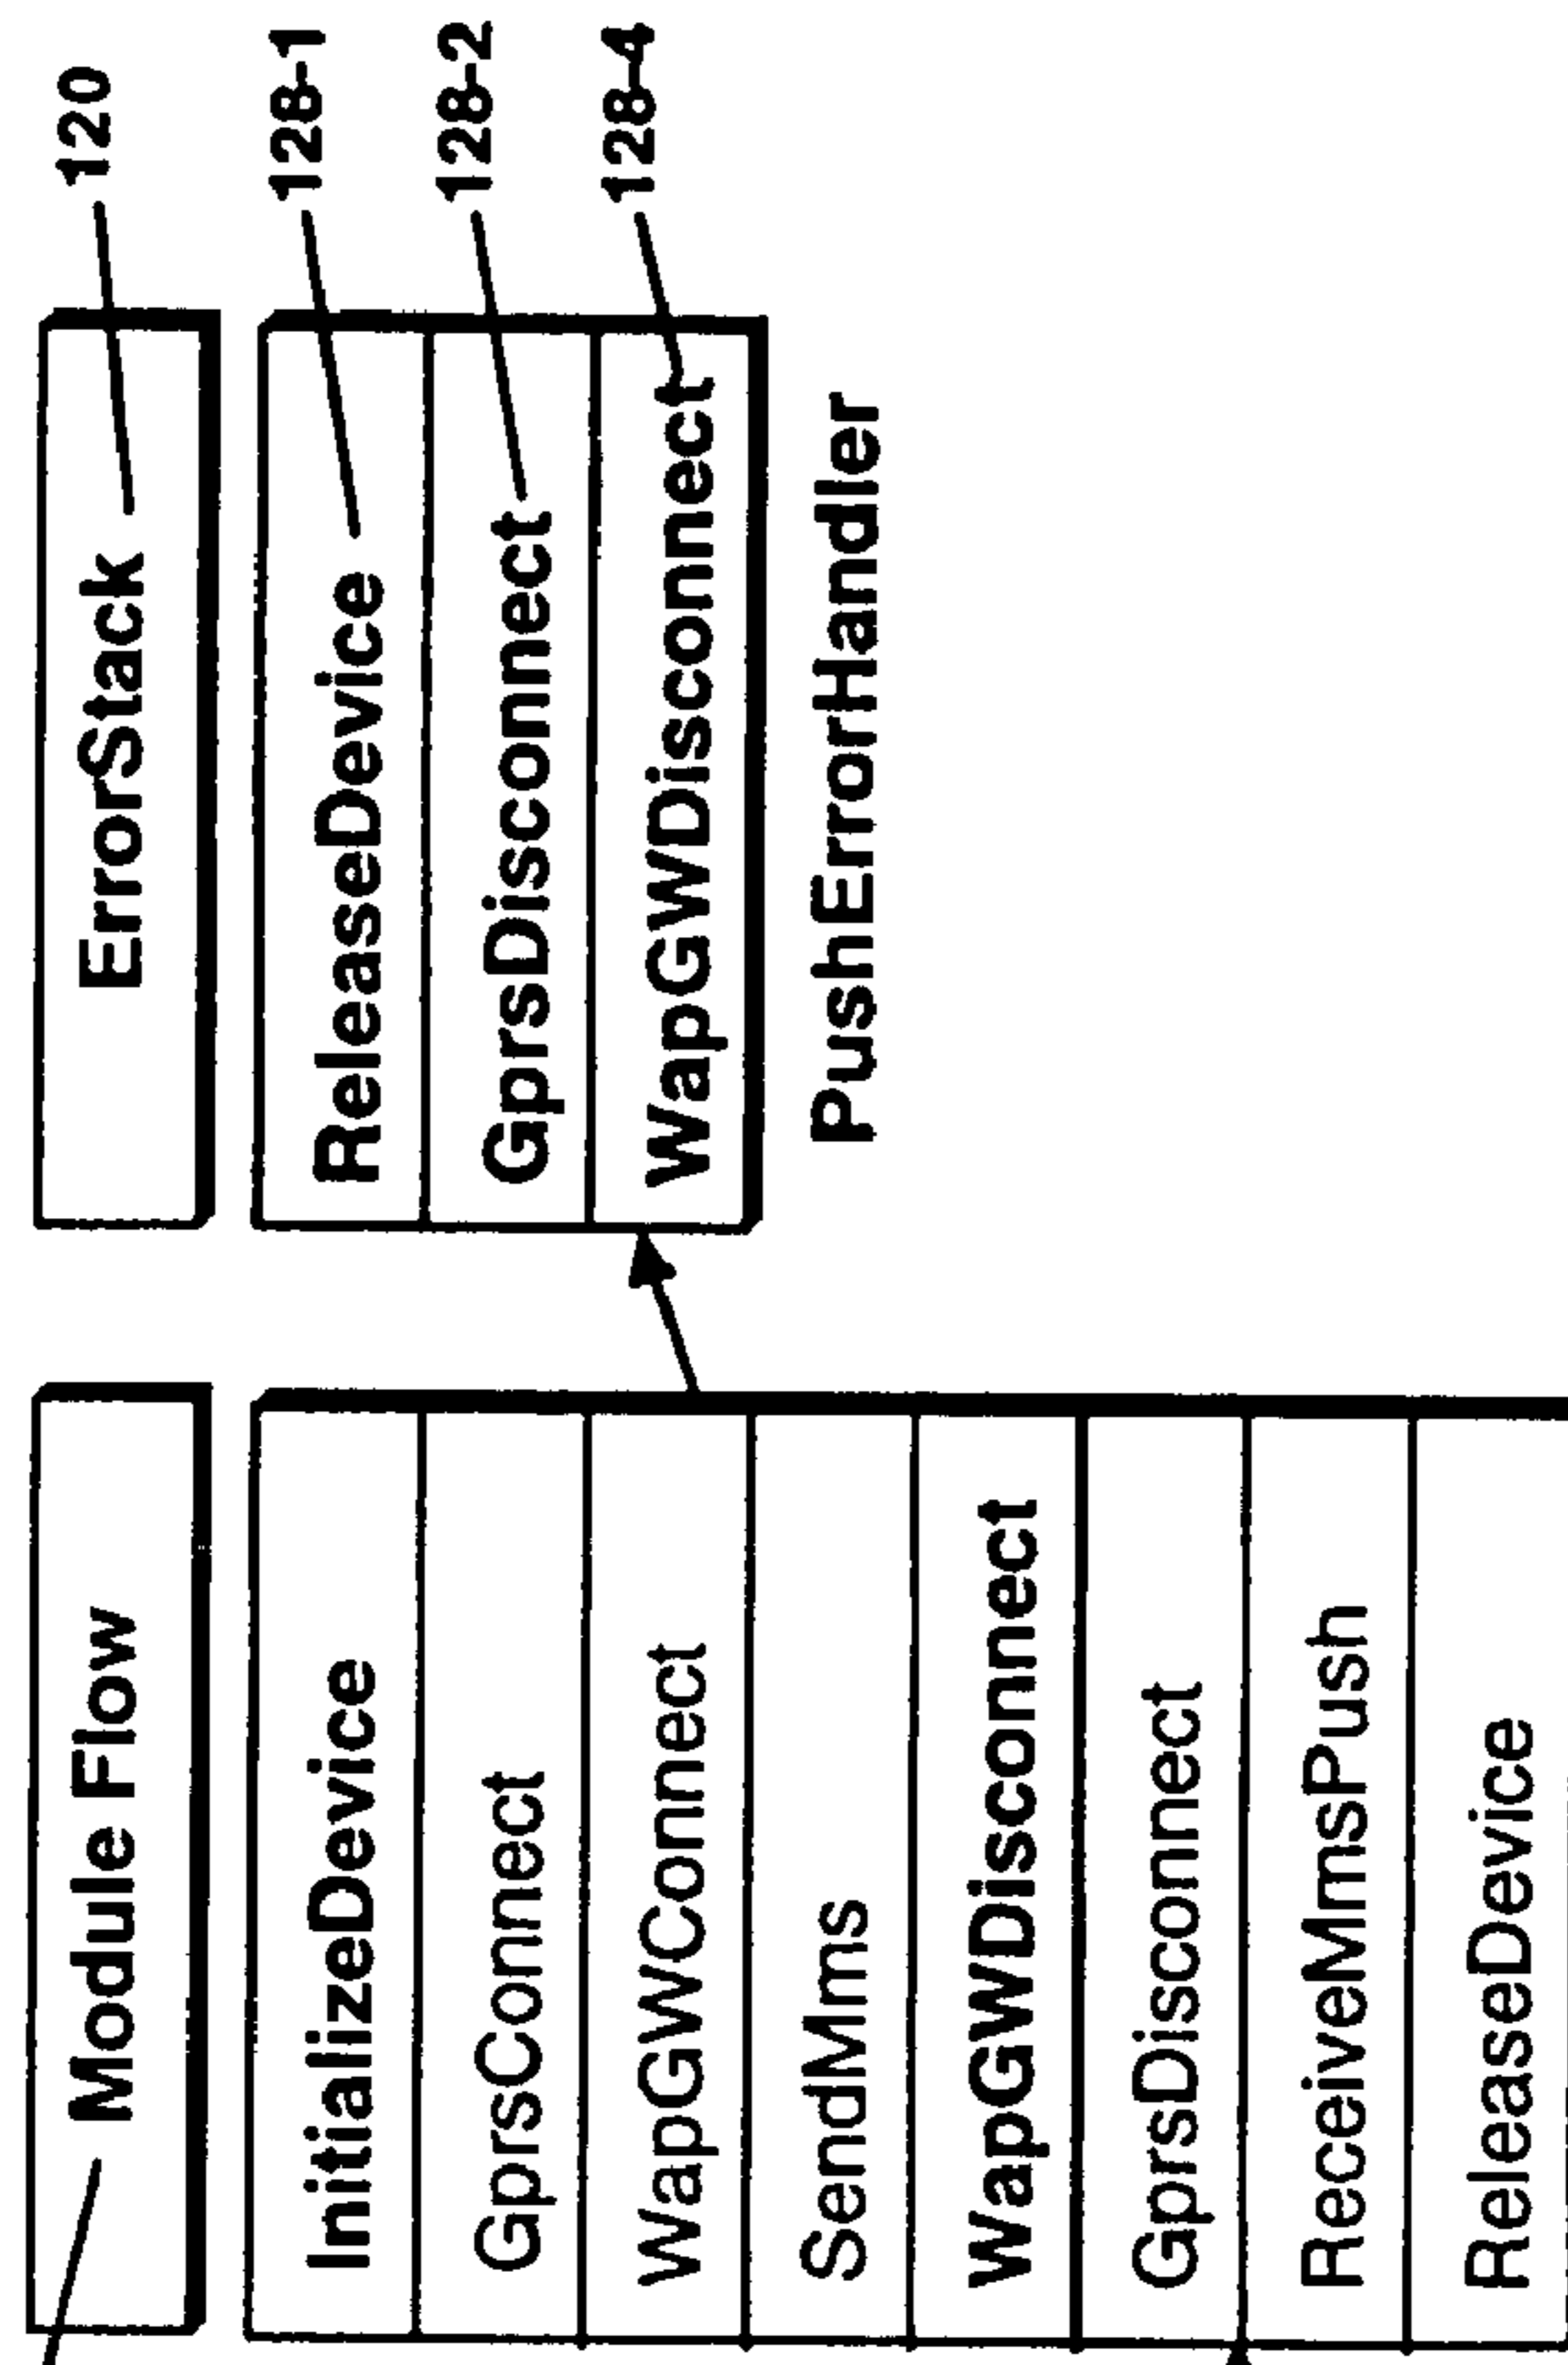 Module Flow
InitializeDevice
GprsConnect
WapGWConnect
SendMms
WapGWDisconnect
GprsDisconnect
ReceiveMmsPush
ReleaseDevice
ErrorStack
120
ReleaseDevice
128-1
GprsDisconnect
128-2
WapGWDisconnect
128-4
PushErrorHandler